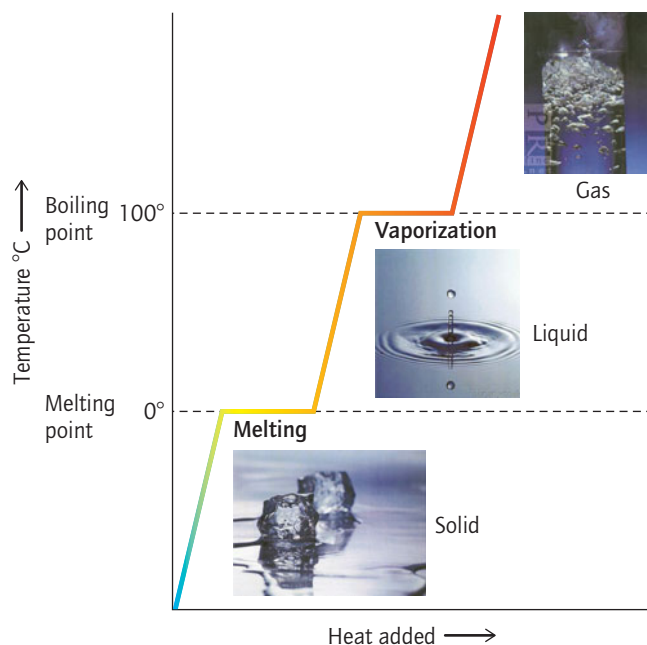 Gas
Boiling
point
100°
Vaporization
Temperature °C
Liquid
Melting
point
0°
Melting
Solid
Heat added